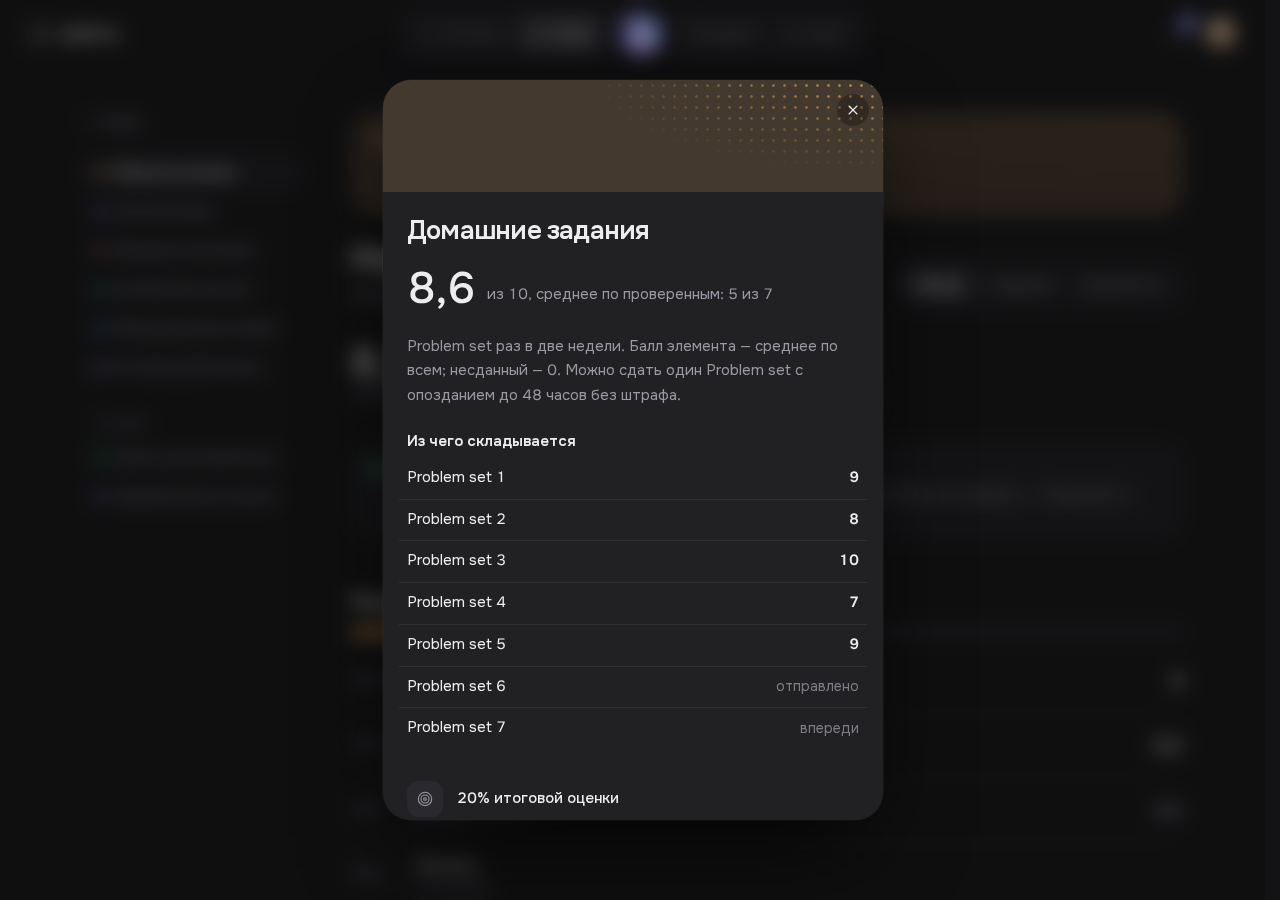 Домашние задания
8,6 из 10, среднее по проверенным: 5 из 7
Problem set раз в две недели. Балл элемента — среднее по
всем; несданный — 0. Можно сдать один Problem set с
опозданием до 48 часов без штрафа.
Из чего складывается
Problem set 1 9
Problem set 2 8
Problem set 3 10
Problem set 4 7
Problem set 5 9
Problem set 6 отправлено
Problem set 7 впереди
20% итоговой оценки